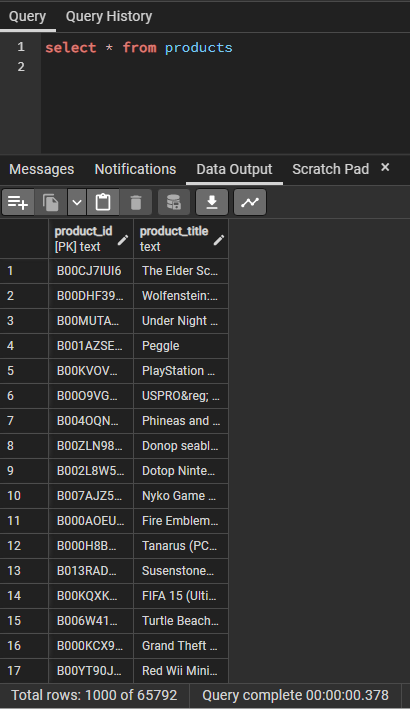 Query Query History
1 select * from products
2
Messages Notifications Data Output Scratch Pad ×
product_id product_title
[PK] text text
1 B00CJ7IUI6 The Elder Sc...
2 B00DHF39... Wolfenstein:...
3 B00MUTA... Under Night ...
4 B001AZSE... Peggle
5 B00KVOV... PlayStation ...
6 B00O9VG... USPRO&reg; ...
7 B004OQN... Phineas and ...
8 B00ZLN98... Donop seabl...
9 B002L8W5... Dotop Ninte...
10 B007AJZ5... Nyko Game ...
11 B000AOEU... Fire Emblem...
12 B000H8B... Tanarus (PC...
13 B013RAD... Susenstone...
14 B00KQXK... FIFA 15 (Ulti...
15 B006W41... Turtle Beach...
16 B000KCX9... Grand Theft ...
17 B00YT90J... Red Wii Mini...
Total rows: 1000 of 65792 Query complete 00:00:00.378